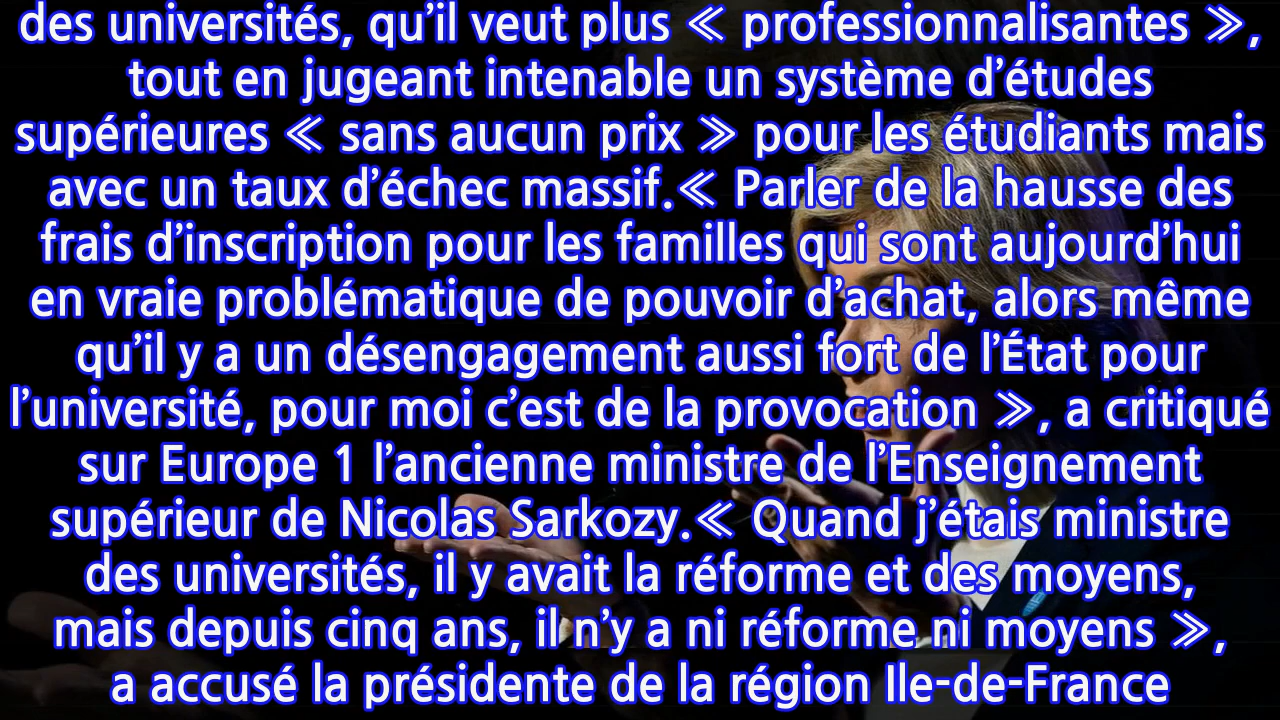 des universités, qu’il veut plus ≪ professionnalisantes ≫,
tout en jugeant intenable un système d’études
supérieures ≪ sans aucun prix ≫ pour les étudiants mais
avec un taux d’échec massif.≪ Parler de la hausse des
frais d’inscription pour les familles qui sont aujourd’hui
en vraie problématique de pouvoir d’achat, alors même
qu’il y a un désengagement aussi fort de l’État pour
l’université, pour moi c’est de la provocation ≫, a critiqué
sur Europe 1 l’ancienne ministre de l’Enseignement
supérieur de Nicolas Sarkozy.≪ Quand j’étais ministre
des universités, il y avait la réforme et des moyens,
mais depuis cinq ans, il n’y a ni réforme ni moyens ≫,
a accusé la présidente de la région Ile-de-France